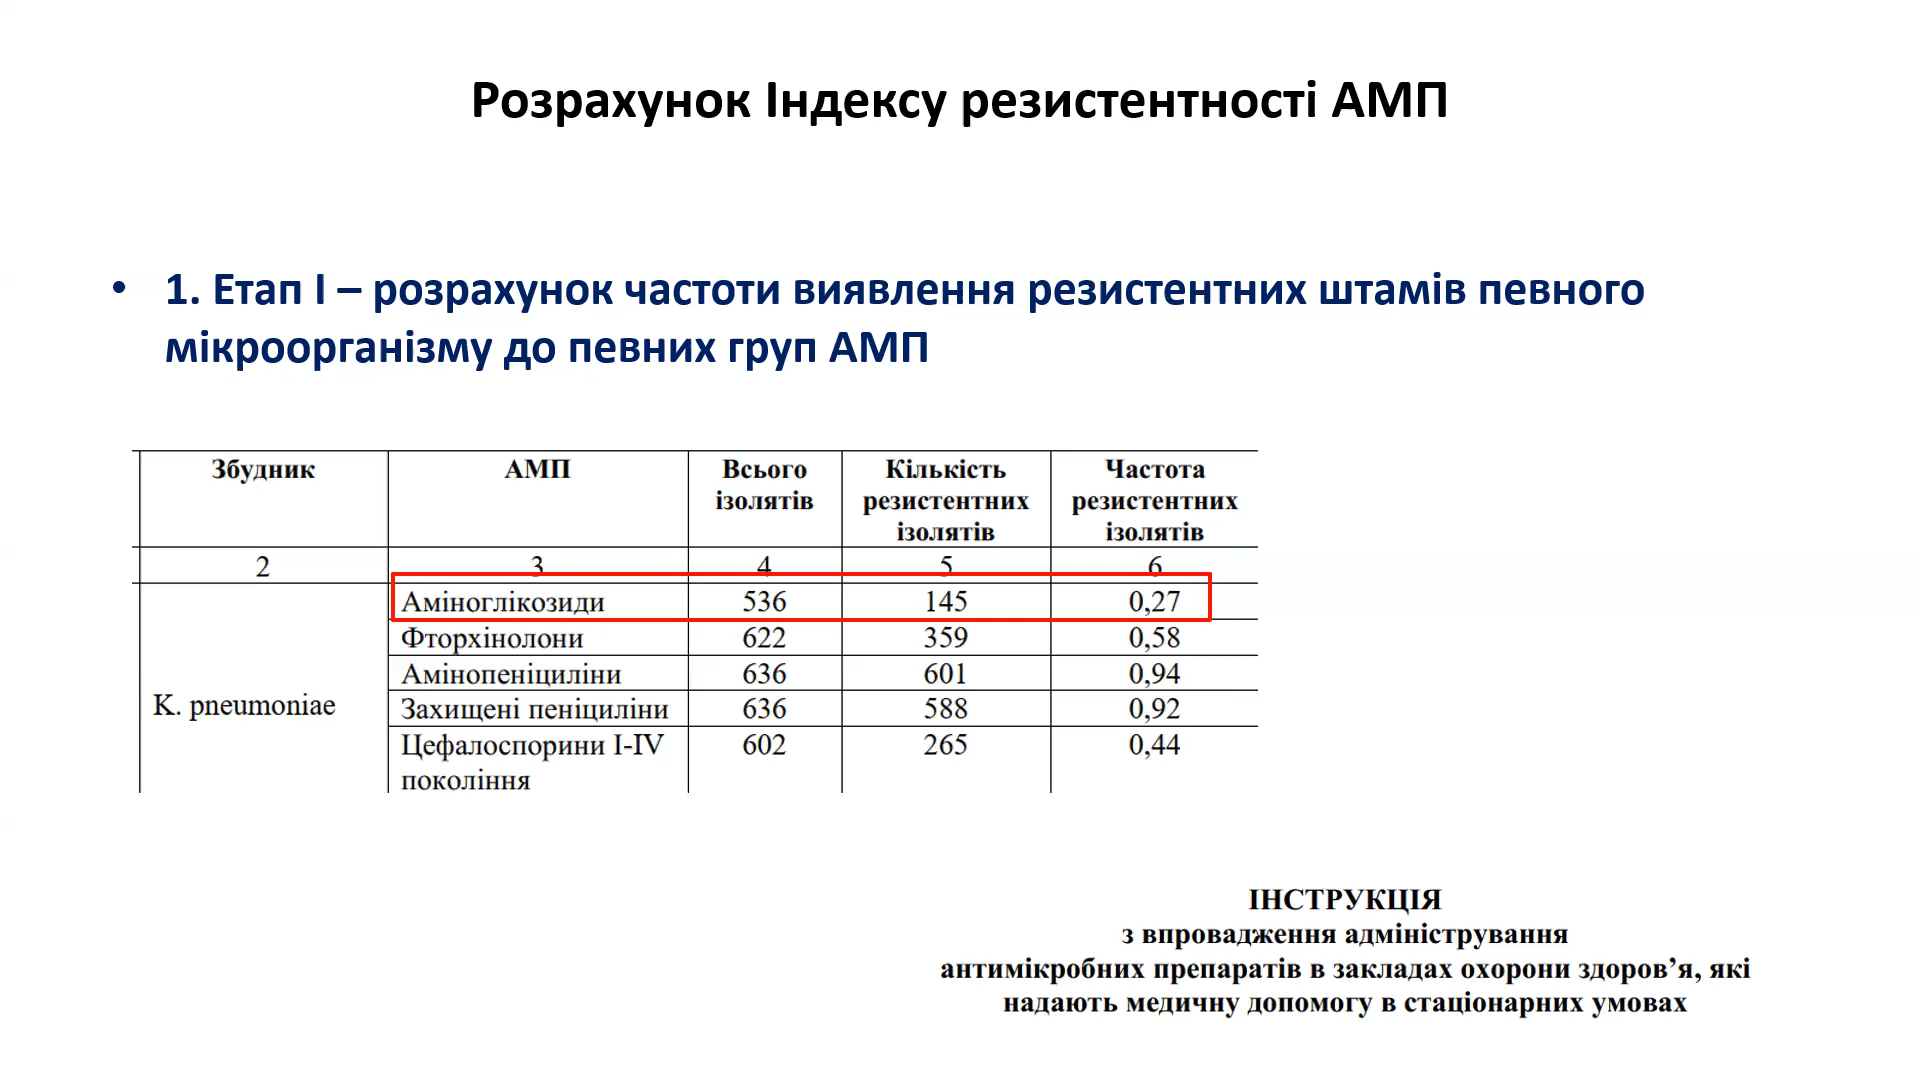 Розрахунок Індексу резистентності АМП
• 1. Етап І – розрахунок частоти виявлення резистентних штамів певного
мікроорганізму до певних груп АМП
Збудник АМП Всього ізолятів Кількість резистентних ізолятів Частота резистентних ізолятів
2 3 4 5 6
K. pneumoniae
Аміноглікозиди 536 145 0,27
Фторхінолони 622 359 0,58
Амінопеніциліни 636 601 0,94
Захищені пеніциліни 636 588 0,92
Цефалоспорини I-IV покоління 602 265 0,44
ІНСТРУКЦІЯ
з впровадження адміністрування
антимікробних препаратів в закладах охорони здоров’я, які
надають медичну допомогу в стаціонарних умовах